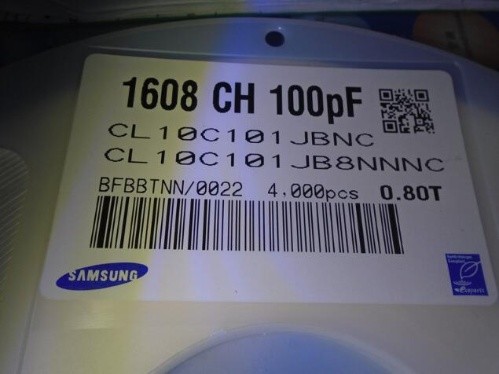 1608 CH 100pF
CL10C101JBNC
CL10C101JB8NNNC
BFBBTNN/0022 4.000pcs 0.80T
SAMSUNG